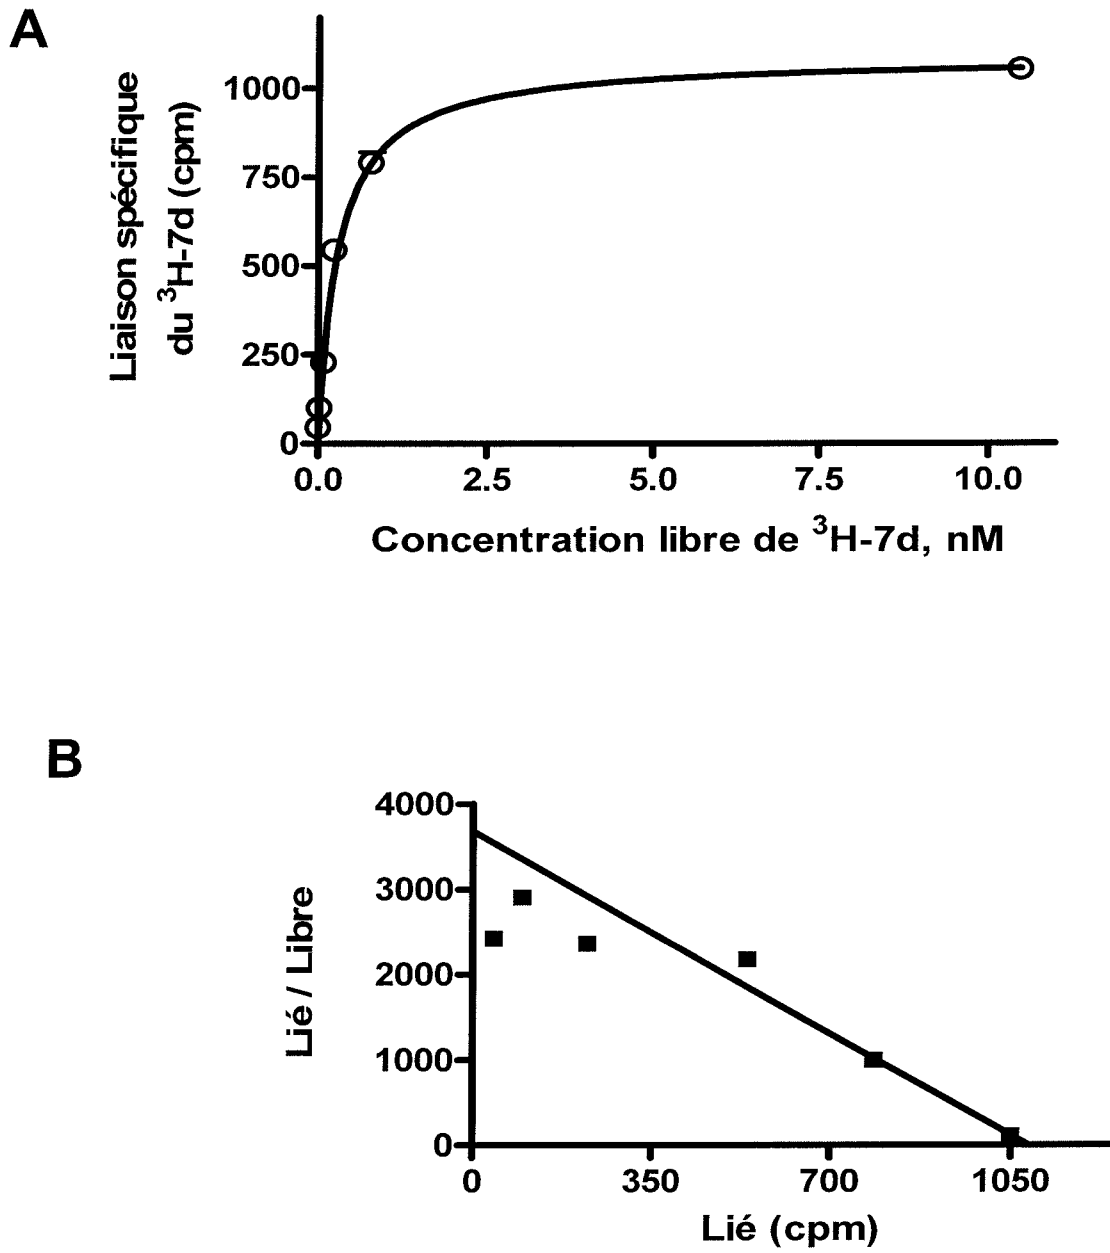 A
Liaison spécifique
du ³H-7d (cpm)
1000
750
500
250
0
0.0 2.5 5.0 7.5 10.0
Concentration libre de ³H-7d, nM
B
Lié / Libre
4000
3000
2000
1000
0
0 350 700 1050
Lié (cpm)